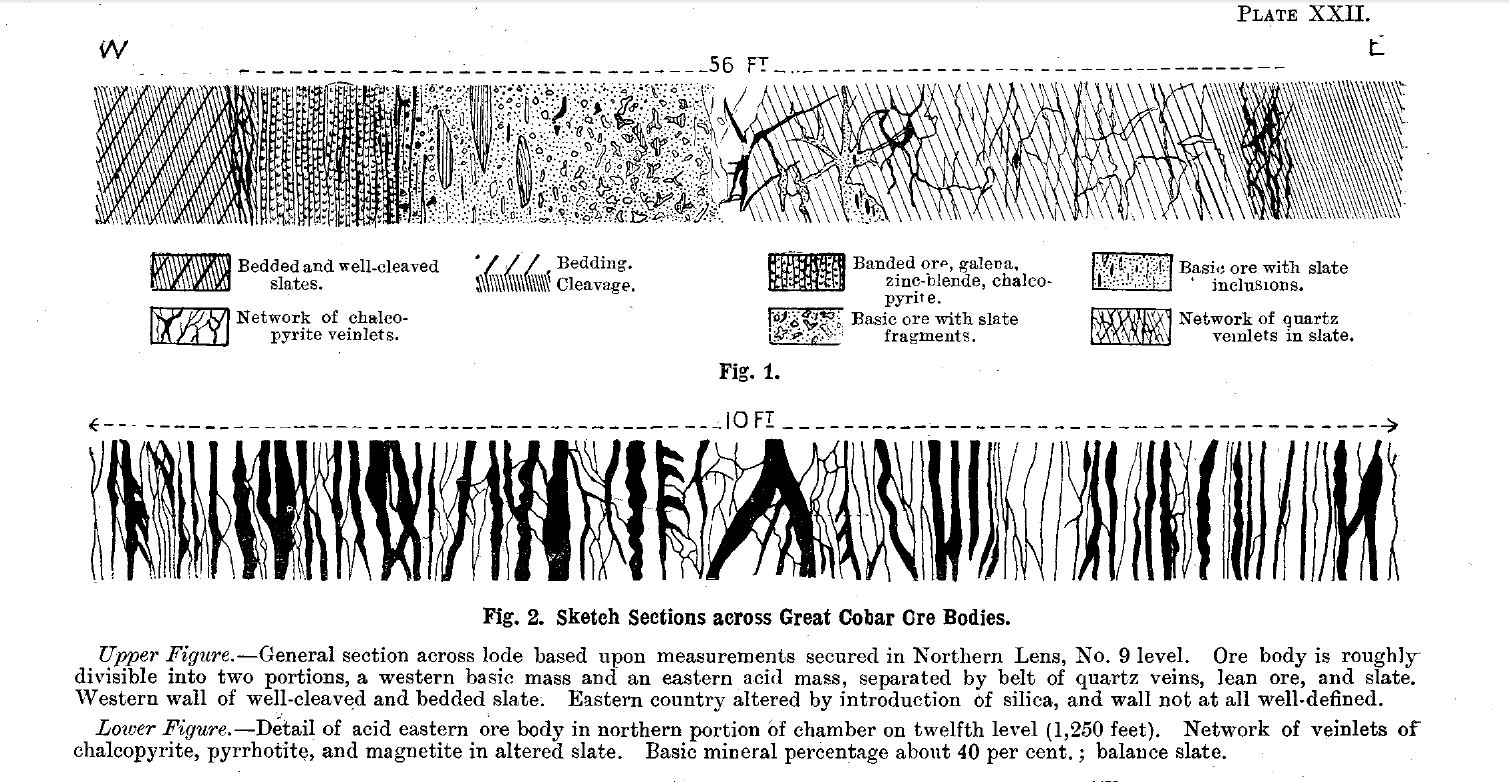 PLATE XXII.
W
E
56 FT
Bedded and well-cleaved
slates.
Bedding.
Cleavage.
Banded ore, galena,
zinc-blende, chalco-
pyrite.
Basic ore with slate
inclusions.
Network of chalco-
pyrite veinlets.
Basic ore with slate
fragments.
Network of quartz
veinlets in slate.
Fig. 1.
10 FT
Fig. 2. Sketch Sections across Great Cobar Ore Bodies.
Upper Figure.—General section across lode based upon measurements secured in Northern Lens, No. 9 level. Ore body is roughly
divisible into two portions, a western basic mass and an eastern acid mass, separated by belt of quartz veins, lean ore, and slate.
Western wall of well-cleaved and bedded slate. Eastern country altered by introduction of silica, and wall not at all well-defined.
Lower Figure.—Detail of acid eastern ore body in northern portion of chamber on twelfth level (1,250 feet). Network of veinlets of
chalcopyrite, pyrrhotite, and magnetite in altered slate. Basic mineral percentage about 40 per cent.; balance slate.